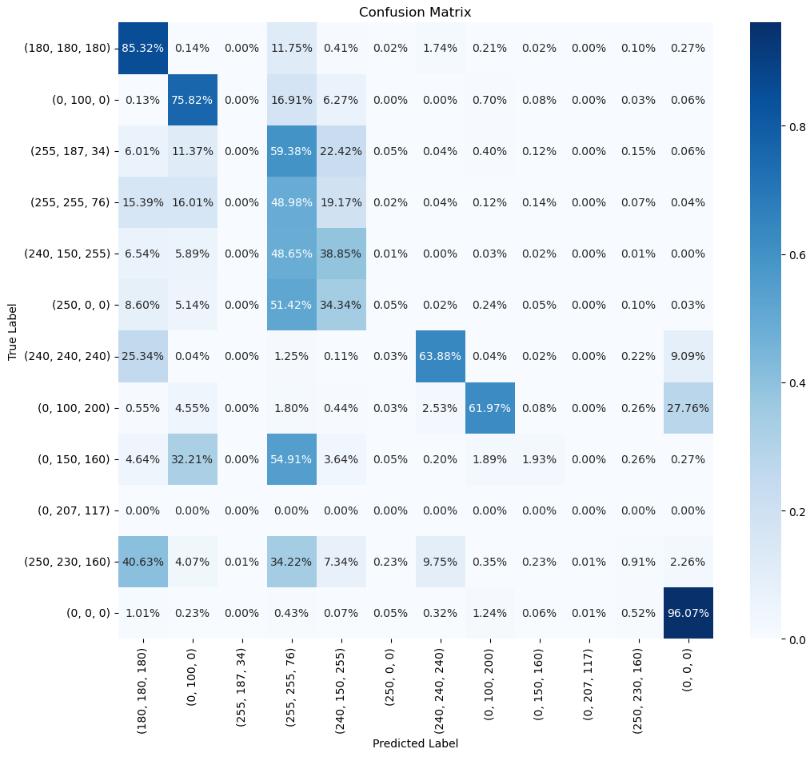 Confusion Matrix
True Label
(180, 180, 180) 85.32% 0.14% 0.00% 11.75% 0.41% 0.02% 1.74% 0.21% 0.02% 0.00% 0.10% 0.27%
(0, 100, 0) 0.13% 75.82% 0.00% 16.91% 6.27% 0.00% 0.00% 0.70% 0.08% 0.00% 0.03% 0.06%
(255, 187, 34) 6.01% 11.37% 0.00% 59.38% 22.42% 0.05% 0.04% 0.40% 0.12% 0.00% 0.15% 0.06%
(255, 255, 76) 15.39% 16.01% 0.00% 48.98% 19.17% 0.02% 0.04% 0.12% 0.14% 0.00% 0.07% 0.04%
(240, 150, 255) 6.54% 5.89% 0.00% 48.65% 38.85% 0.01% 0.00% 0.03% 0.02% 0.00% 0.01% 0.00%
(250, 0, 0) 8.60% 5.14% 0.00% 51.42% 34.34% 0.05% 0.02% 0.24% 0.05% 0.00% 0.10% 0.03%
(240, 240, 240) 25.34% 0.04% 0.00% 1.25% 0.11% 0.03% 63.88% 0.04% 0.02% 0.00% 0.22% 9.09%
(0, 100, 200) 0.55% 4.55% 0.00% 1.80% 0.44% 0.03% 2.53% 61.97% 0.08% 0.00% 0.26% 27.76%
(0, 150, 160) 4.64% 32.21% 0.00% 54.91% 3.64% 0.05% 0.20% 1.89% 1.93% 0.00% 0.26% 0.27%
(0, 207, 117) 0.00% 0.00% 0.00% 0.00% 0.00% 0.00% 0.00% 0.00% 0.00% 0.00% 0.00% 0.00%
(250, 230, 160) 40.63% 4.07% 0.01% 34.22% 7.34% 0.23% 9.75% 0.35% 0.23% 0.01% 0.91% 2.26%
(0, 0, 0) 1.01% 0.23% 0.00% 0.43% 0.07% 0.05% 0.32% 1.24% 0.06% 0.01% 0.52% 96.07%
(180, 180, 180)
(0, 100, 0)
(255, 187, 34)
(255, 255, 76)
(240, 150, 255)
(250, 0, 0)
(240, 240, 240)
(0, 100, 200)
(0, 150, 160)
(0, 207, 117)
(250, 230, 160)
(0, 0, 0)
Predicted Label
0.8
0.6
0.4
0.2
0.0